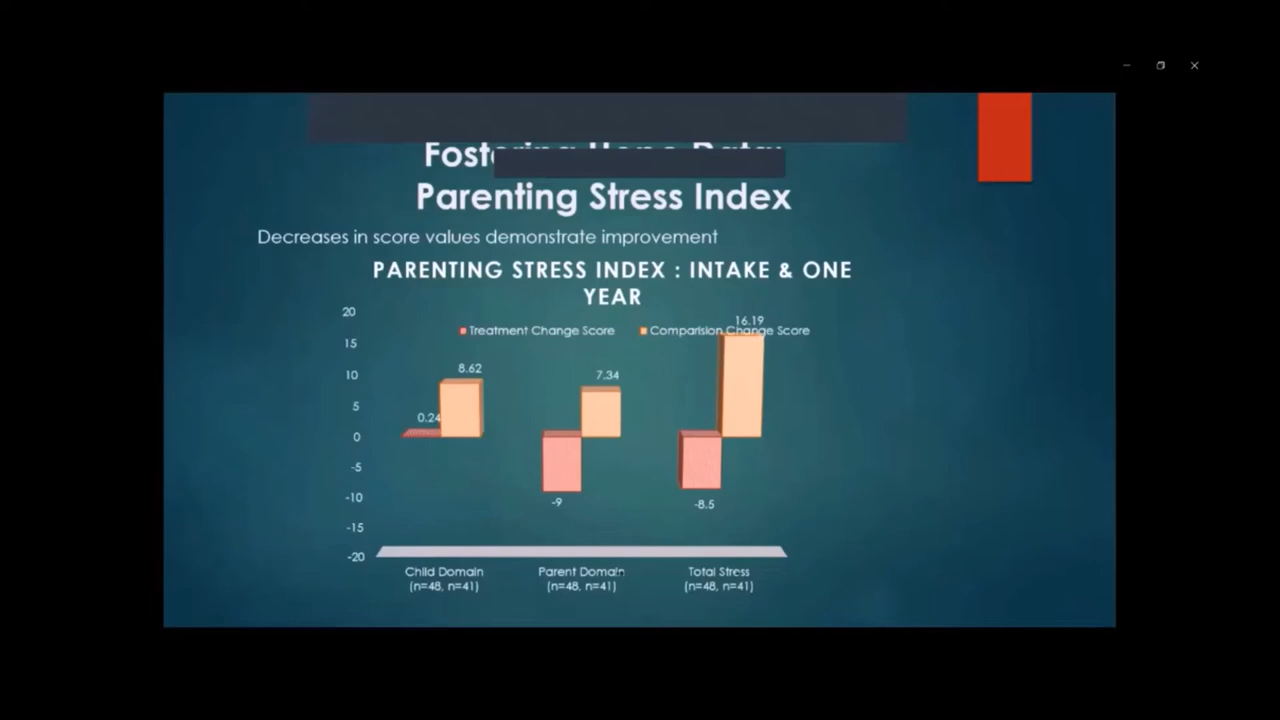 Parenting Stress Index
Decreases in score values demonstrate improvement
PARENTING STRESS INDEX : INTAKE & ONE
YEAR
20
15
10
5
0
-5
-10
-15
-20
Treatment Change Score
Comparision Change Score
0.24
8.62
-9
7.34
-8.5
16.19
Child Domain
(n=48, n=41)
Parent Domain
(n=48, n=41)
Total Stress
(n=48, n=41)